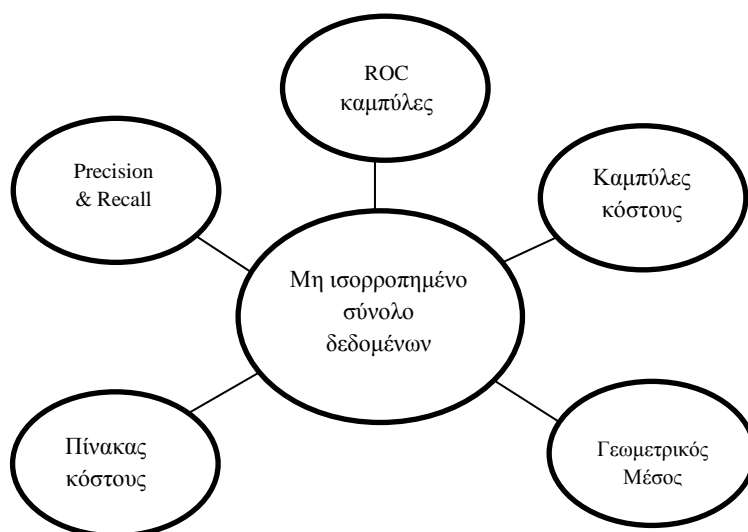 ROC
καμπύλες
Precision
& Recall
Καμπύλες
κόστους
Μη ισορροπημένο
σύνολο
δεδομένων
Πίνακας
κόστους
Γεωμετρικός
Μέσος